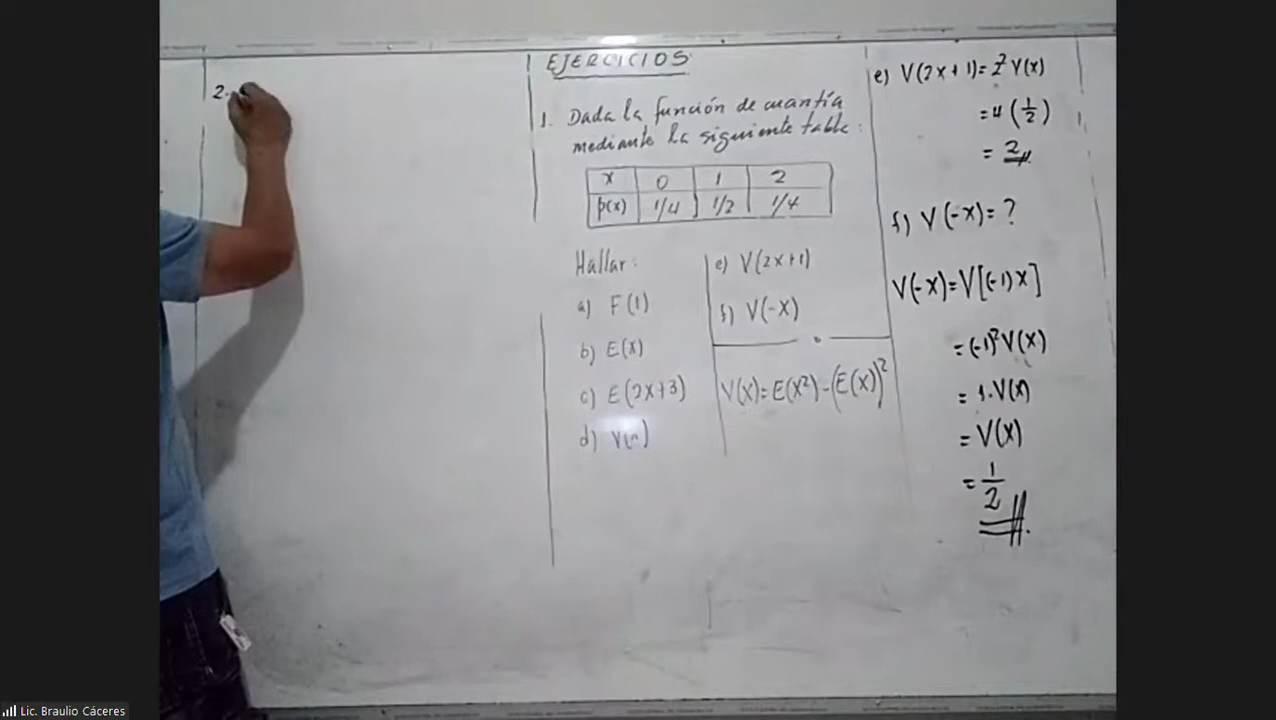 2.
EJERCICIOS
1. Dada la función de cuantía
mediante la siguiente tabla:
x 0 1 2
p(x) 1/4 1/2 1/4
Hallar:
a) F(1)
b) E(x)
c) E(2x+3)
d) V(x)
e) V(2x+1)
f) V(-x)
V(x)=E(x²)-(E(x))²
e) V(2x+1)=2²V(x)
=4(1/2)
=2
f) V(-x)=?
V(-x)=V[(-1)x]
=(-1)²V(x)
=1.V(x)
=V(x)
=1/2
Lic. Braulio Cáceres